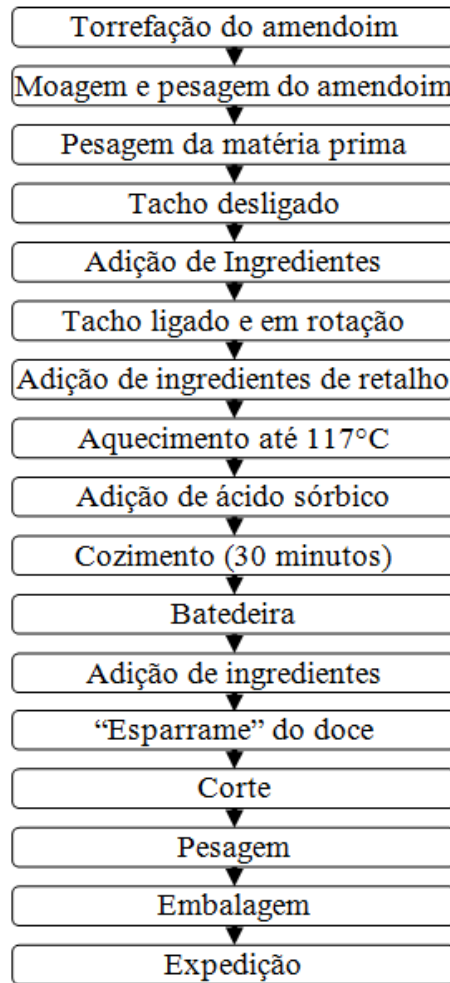 Torrefação do amendoim
Moagem e pesagem do amendoim
Pesagem da matéria prima
Tacho desligado
Adição de Ingredientes
Tacho ligado e em rotação
Adição de ingredientes de retalho
Aquecimento até 117°C
Adição de ácido sórbico
Cozimento (30 minutos)
Batedeira
Adição de ingredientes
“Esparrame” do doce
Corte
Pesagem
Embalagem
Expedição